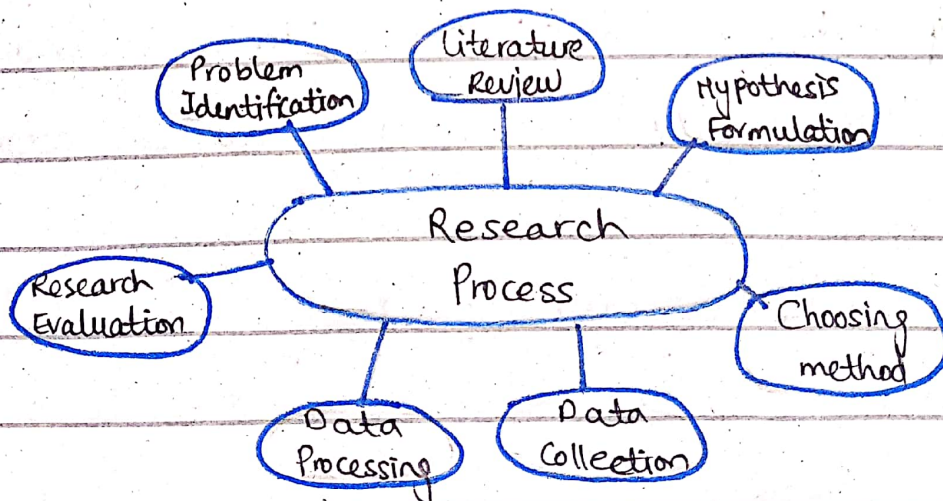 Problem
Identification
Literature
Review
Hypothesis
Formulation
Research
Process
Research
Evaluation
Choosing
method
Data
Processing
Data
Collection